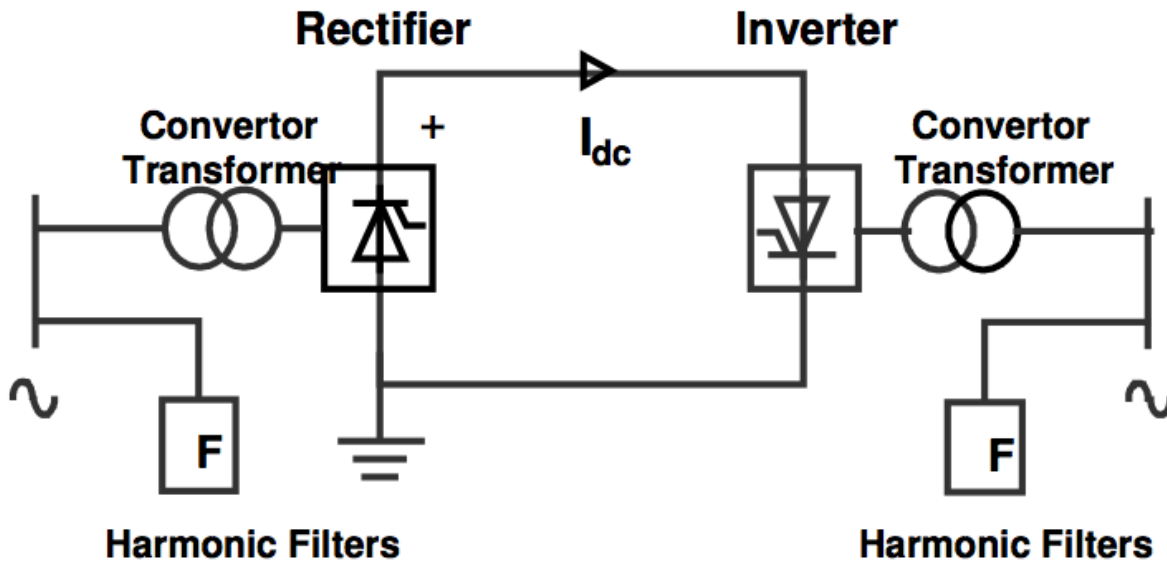 Rectifier
Inverter
Convertor
Transformer
+
Idc
Convertor
Transformer
F
F
Harmonic Filters
Harmonic Filters